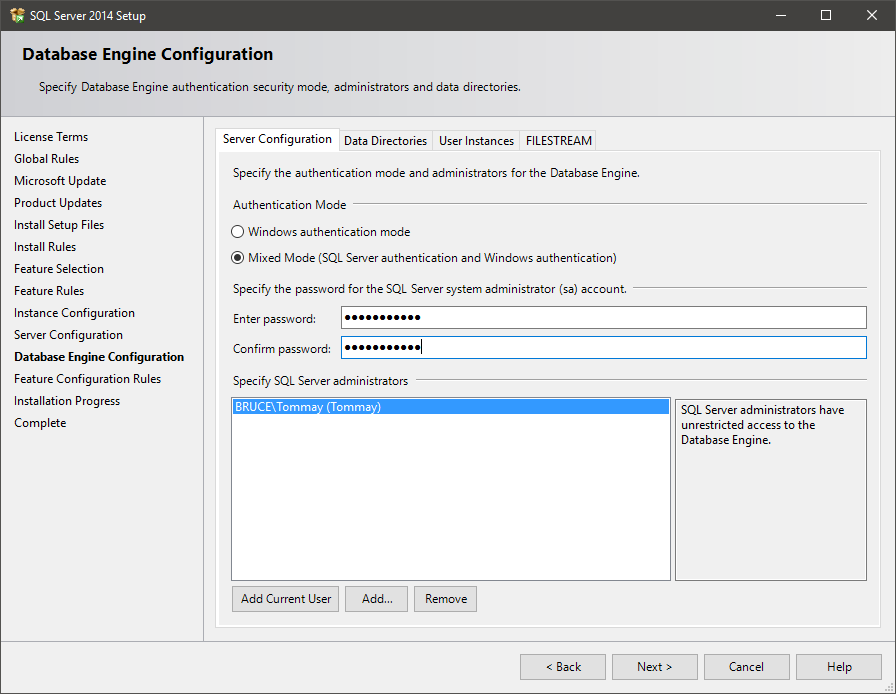 SQL Server 2014 Setup
Database Engine Configuration
Specify Database Engine authentication security mode, administrators and data directories.
License Terms
Global Rules
Microsoft Update
Product Updates
Install Setup Files
Install Rules
Feature Selection
Feature Rules
Instance Configuration
Server Configuration
Database Engine Configuration
Feature Configuration Rules
Installation Progress
Complete
Server Configuration Data Directories User Instances FILESTREAM
Specify the authentication mode and administrators for the Database Engine.
Authentication Mode
Windows authentication mode
Mixed Mode (SQL Server authentication and Windows authentication)
Specify the password for the SQL Server system administrator (sa) account.
Enter password: ●●●●●●●●●●●
Confirm password: ●●●●●●●●●●●
Specify SQL Server administrators
BRUCE\Tommay (Tommay)
SQL Server administrators have
unrestricted access to the
Database Engine.
Add Current User Add... Remove
< Back Next > Cancel Help